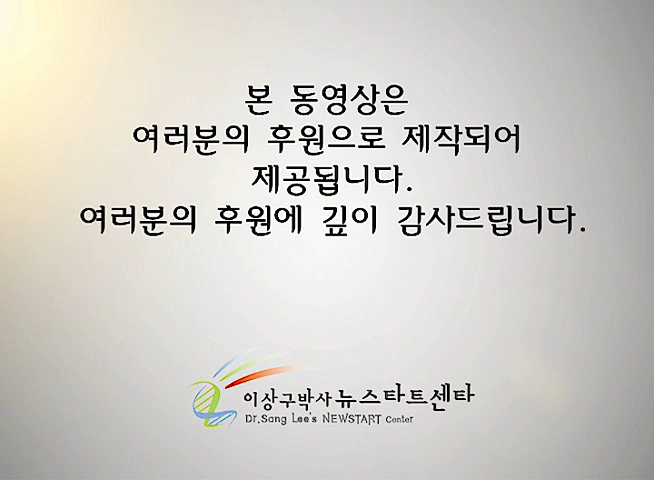 본 동영상은
여러분의 후원으로 제작되어
제공됩니다.
여러분의 후원에 깊이 감사드립니다.
이상구박사 뉴스타트센타
Dr.Sang Lee's NEWSTART Center